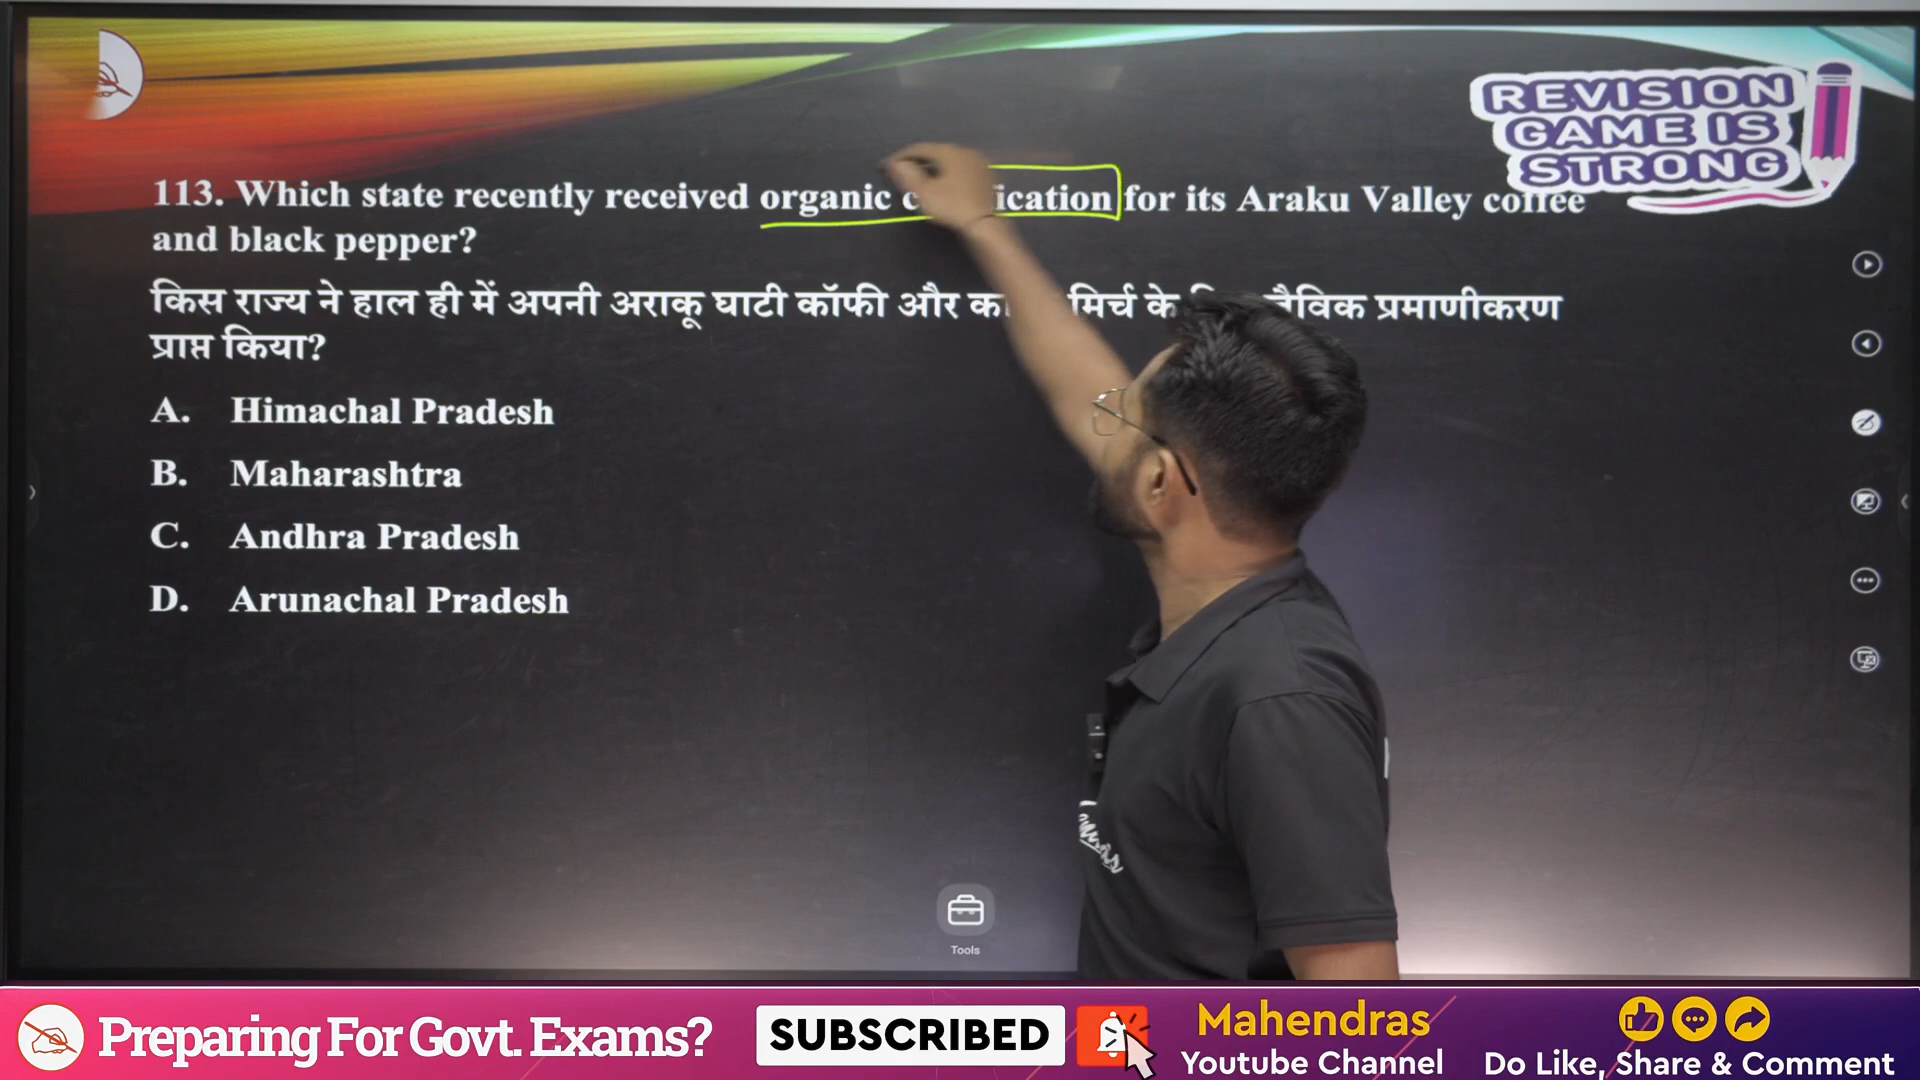 REVISION
GAME IS
STRONG
113. Which state recently received organic for its Araku Valley coffee
and black pepper?
किस राज्य ने हाल ही में अपनी अराकू घाटी कॉफी और मिर्च के जैविक प्रमाणीकरण
प्राप्त किया?
A. Himachal Pradesh
B. Maharashtra
C. Andhra Pradesh
D. Arunachal Pradesh
Tools
Preparing For Govt. Exams?
SUBSCRIBED
Mahendras
Youtube Channel
Do Like, Share & Comment